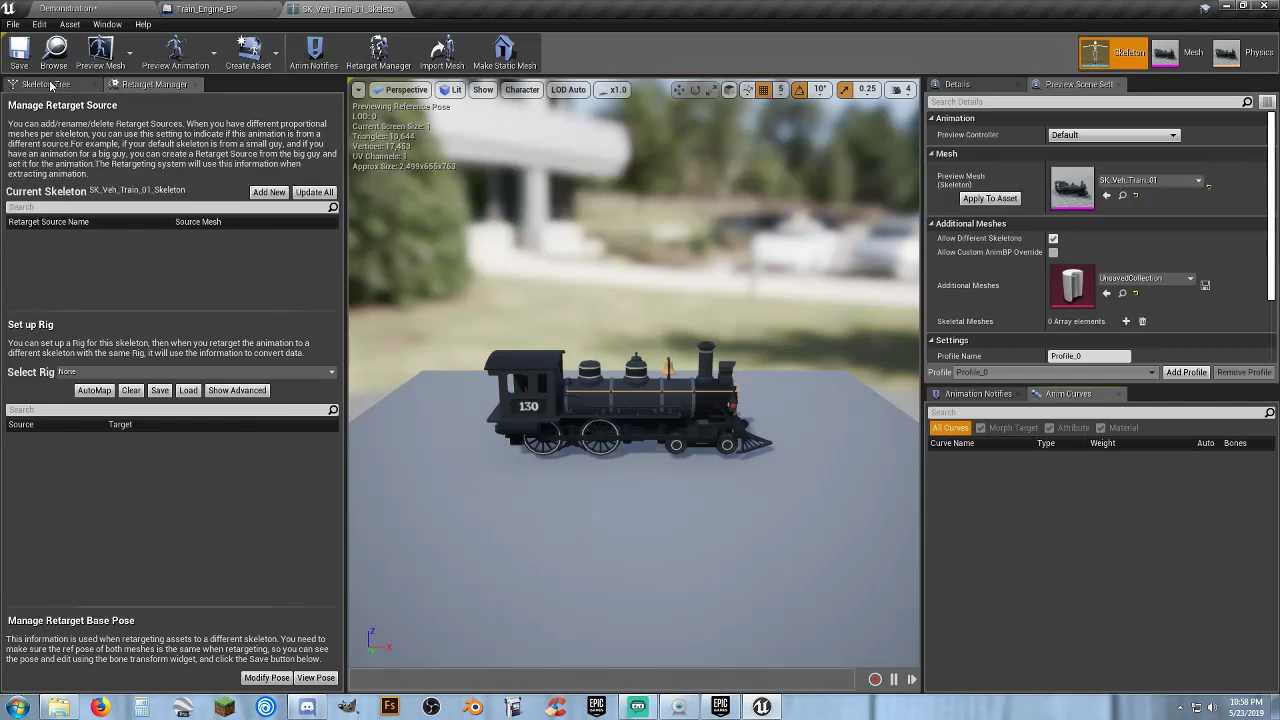 Demonstration*
Train_Engine_BP
SK_Veh_Train_01_Skeleto
File Edit Asset Window Help
Save Browse Preview Mesh Preview Animation Create Asset Anim Notifies Retarget Manager Import Mesh Make Static Mesh
Skeleton Mesh Physics
Skeleton Tree Retarget Manager
Manage Retarget Source
You can add/rename/delete Retarget Sources. When you have different proportional
meshes per skeleton, you can use this setting to indicate if this animation is from a
different source.For example, if your default skeleton is from a small guy, and if you
have an animation for a big guy, you can create a Retarget Source from the big guy and
set it for the animation.The Retargeting system will use this information when
extracting animation.
Current Skeleton SK_Veh_Train_01_Skeleton Add New Update All
Search
Retarget Source Name Source Mesh
Set up Rig
You can set up a Rig for this skeleton, then when you retarget the animation to a
different skeleton with the same Rig, it will use the information to convert data.
Select Rig None
AutoMap Clear Save Load Show Advanced
Search
Source Target
Manage Retarget Base Pose
This information is used when retargeting assets to a different skeleton. You need to
make sure the ref pose of both meshes is the same when retargeting, so you can see
the pose and edit using the bone transform widget, and click the Save button below.
Modify Pose View Pose
Perspective Lit Show Character LOD Auto x1.0 5 10° 0.25 4
Previewing Reference Pose
LOD: 0
Current Screen Size: 1
Triangles: 10,644
Vertices: 17,453
UV Channels: 1
Approx Size: 2,499x655x763
130
Z
X
Details Preview Scene Sett
Search Details
Animation
Preview Controller Default
Mesh
Preview Mesh
(Skeleton)
Apply To Asset
SK_Veh_Train_01
Additional Meshes
Allow Different Skeletons
Allow Custom AnimBP Override
Additional Meshes UnsavedCollection
Skeletal Meshes 0 Array elements
Settings
Profile Name Profile_0
Profile_0 Add Profile Remove Profile
Animation Notifies Anim Curves
Search
All Curves Morph Target Attribute Material
Curve Name Type Weight Auto Bones
Fs
EPIC
EPIC
10:58 PM
5/23/2019